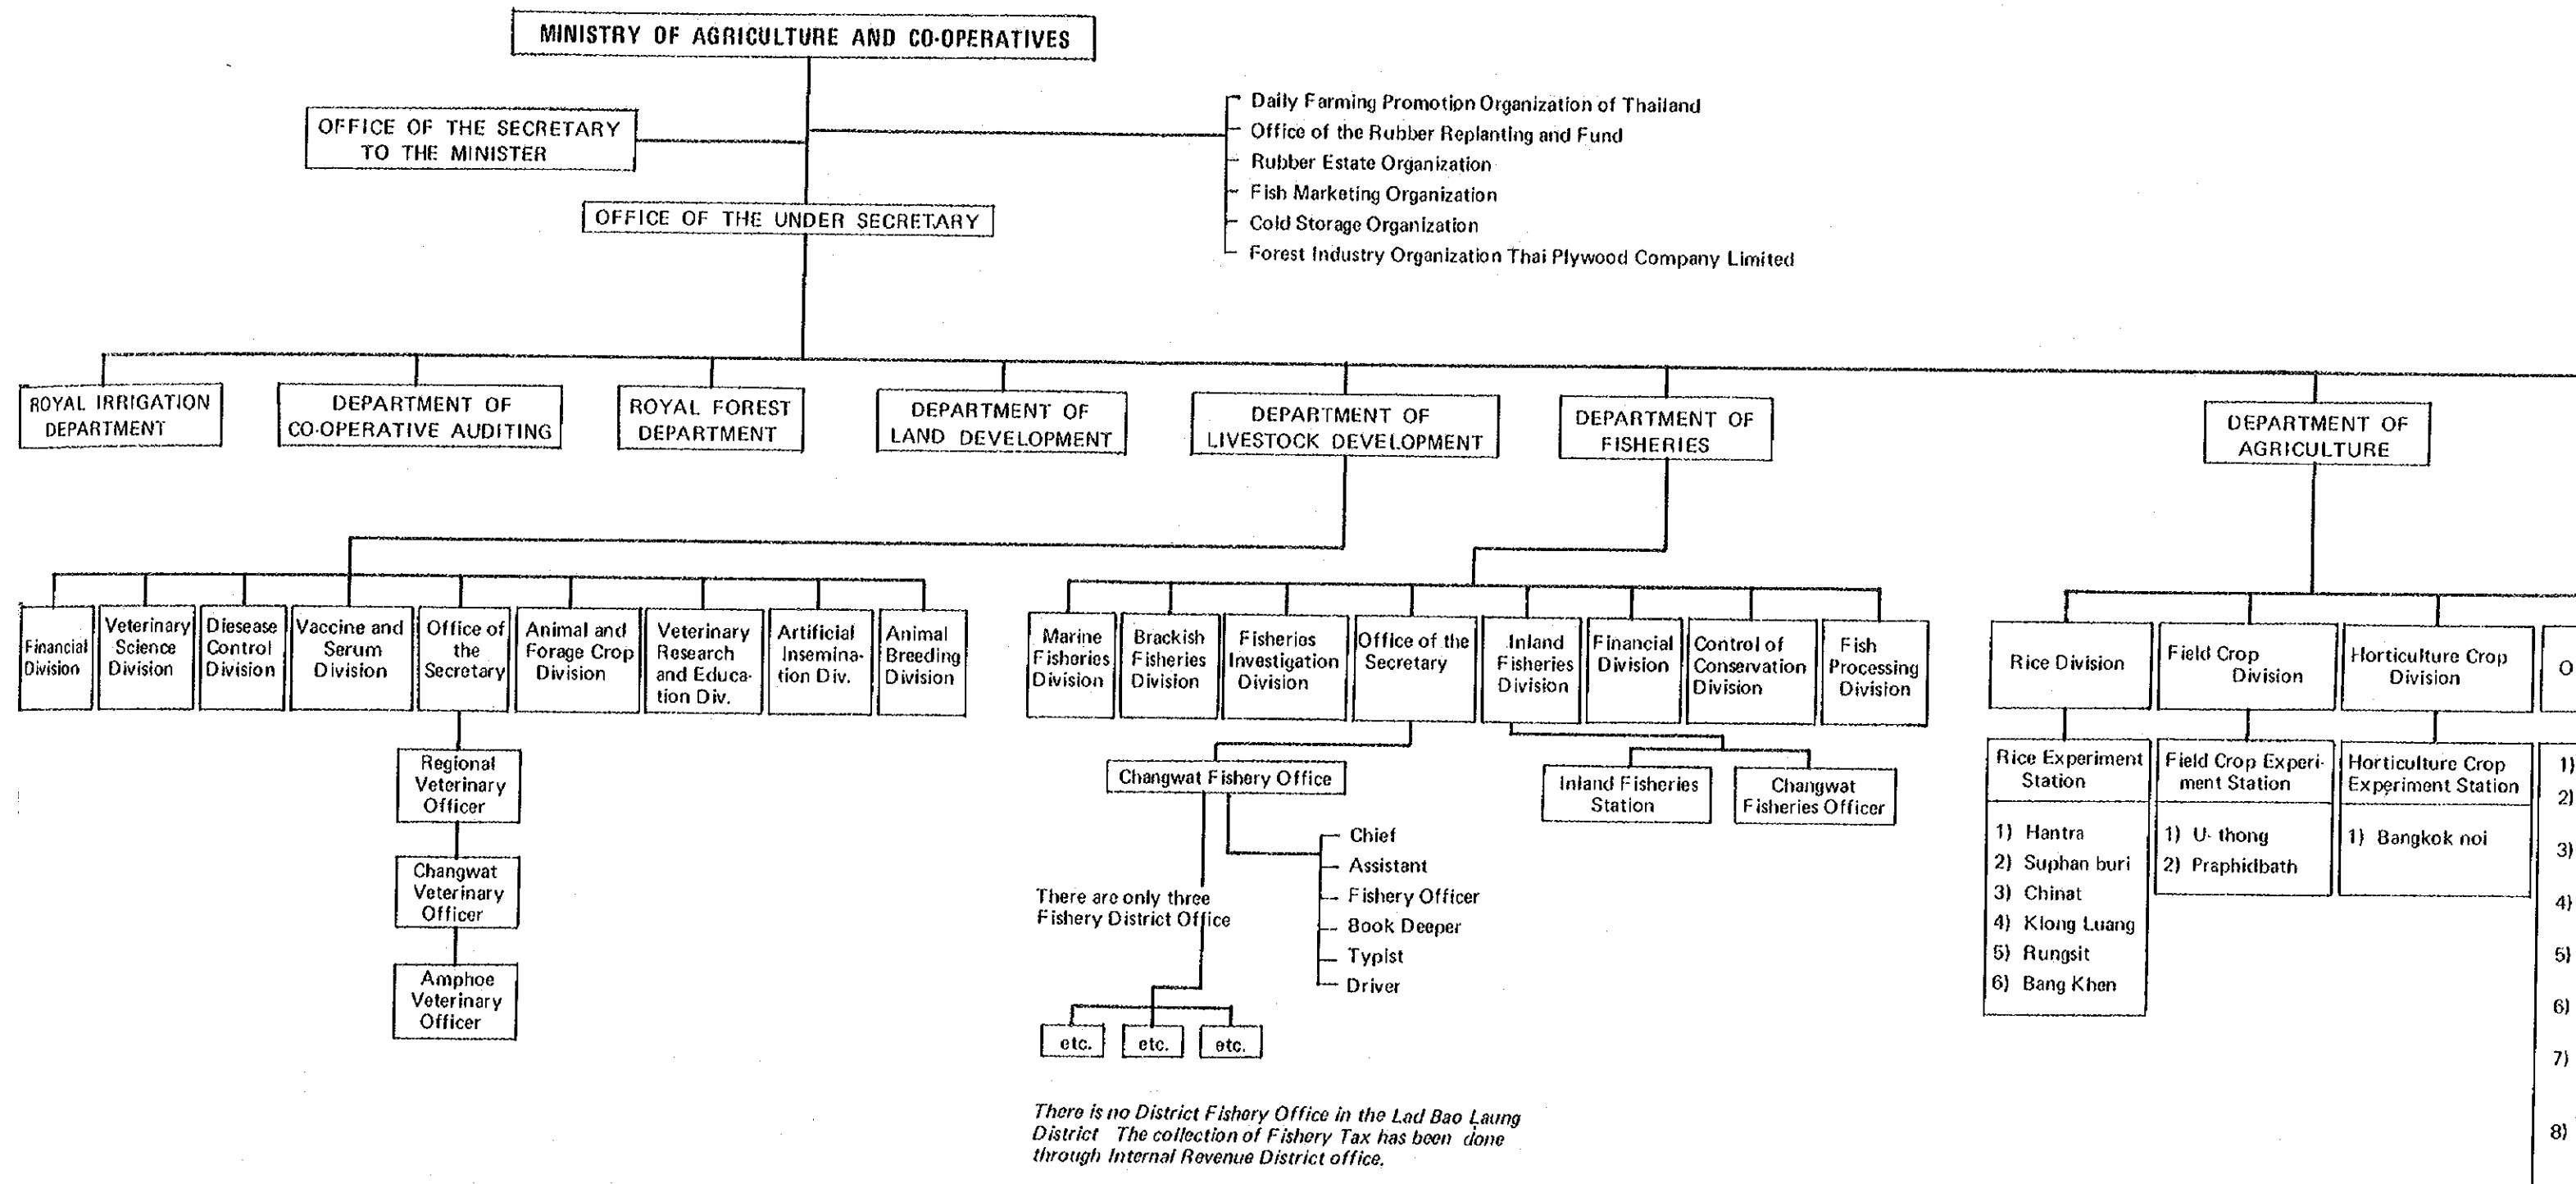 MINISTRY OF AGRICULTURE AND CO-OPERATIVES
OFFICE OF THE SECRETARY
TO THE MINISTER
Daily Farming Promotion Organization of Thailand
Office of the Rubber Replanting and Fund
Rubber Estate Organization
Fish Marketing Organization
Cold Storage Organization
Forest Industry Organization Thai Plywood Company Limited
OFFICE OF THE UNDER SECRETARY
ROYAL IRRIGATION
DEPARTMENT
DEPARTMENT OF
CO-OPERATIVE AUDITING
ROYAL FOREST
DEPARTMENT
DEPARTMENT OF
LAND DEVELOPMENT
DEPARTMENT OF
LIVESTOCK DEVELOPMENT
DEPARTMENT OF
FISHERIES
DEPARTMENT OF
AGRICULTURE
Financial
Division
Veterinary
Science
Division
Diesease
Control
Division
Vaccine and
Serum
Division
Office of
the
Secretary
Animal and
Forage Crop
Division
Veterinary
Research
and Educa-
tion Div.
Artificial
Insemina-
tion Div.
Animal
Breeding
Division
Regional
Veterinary
Officer
Changwat
Veterinary
Officer
Amphoe
Veterinary
Officer
Marine
Fisheries
Division
Brackish
Fisheries
Division
Fisheries
Investigation
Division
Office of the
Secretary
Inland
Fisheries
Division
Financial
Division
Control of
Conservation
Division
Fish
Processing
Division
Changwat Fishery Office
Chief
Assistant
Fishery Officer
Book Deeper
Typist
Driver
There are only three
Fishery District Office
etc.
etc.
etc.
Inland Fisheries
Station
Changwat
Fisheries Officer
There is no District Fishery Office in the Lad Bao Laung
District The collection of Fishery Tax has been done
through Internal Revenue District office.
Rice Division
Rice Experiment
Station
1) Hantra
2) Suphan buri
3) Chinat
4) Klong Luang
5) Rungsit
6) Bang Khen
Field Crop
Division
Field Crop Experi-
ment Station
1) U- thong
2) Praphidbath
Horticulture Crop
Division
Horticulture Crop
Experiment Station
1) Bangkok noi
O
1)
2)
3)
4)
5)
6)
7)
8)